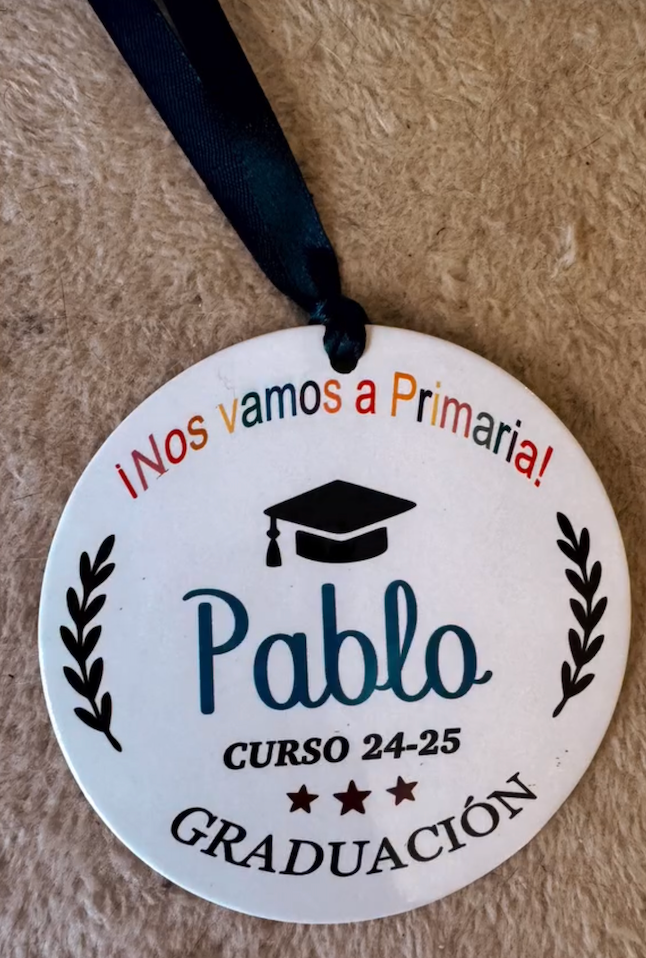 ¡Nos vamos a Primaria!
Pablo
CURSO 24-25
GRADUACIÓN